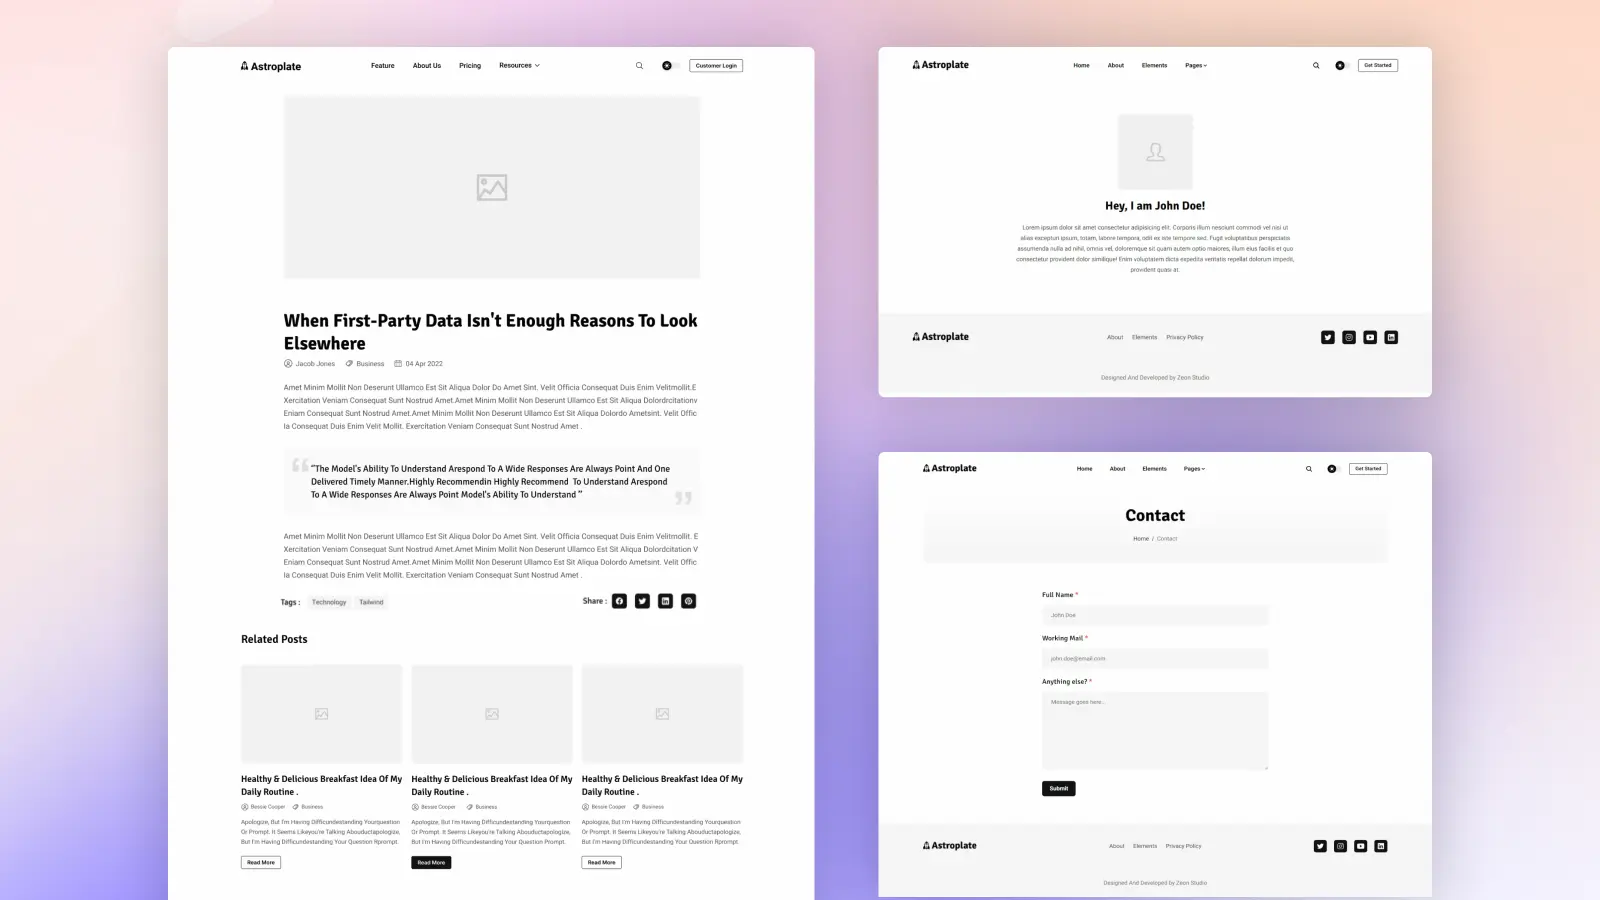 Astroplate
Feature About Us Pricing Resources
Customer Login
When First-Party Data Isn't Enough Reasons To Look
Elsewhere
Jacob Jones Business 04 Apr 2022
Amet Minim Mollit Non Deserunt Ullamco Est Sit Aliqua Dolor Do Amet Sint. Velit Officia Consequat Duis Enim Velitmollit.E
Xercitation Veniam Consequat Sunt Nostrud Amet.Amet Minim Mollit Non Deserunt Ullamco Est Sit Aliqua Dolordrcitationv
Eniam Consequat Sunt Nostrud Amet.Amet Minim Mollit Non Deserunt Ullamco Est Sit Aliqua Dolordo Ametsint. Velit Offic
Ia Consequat Duis Enim Velit Mollit. Exercitation Veniam Consequat Sunt Nostrud Amet .
“The Model's Ability To Understand Arespond To A Wide Responses Are Always Point And One
Delivered Timely Manner.Highly Recommendin Highly Recommend To Understand Arespond
To A Wide Responses Are Always Point Model's Ability To Understand ”
Amet Minim Mollit Non Deserunt Ullamco Est Sit Aliqua Dolor Do Amet Sint. Velit Officia Consequat Duis Enim Velitmollit. E
Xercitation Veniam Consequat Sunt Nostrud Amet.Amet Minim Mollit Non Deserunt Ullamco Est Sit Aliqua Dolordcitation V
Eniam Consequat Sunt Nostrud Amet.Amet Minim Mollit Non Deserunt Ullamco Est Sit Aliqua Dolordo Ametsint. Velit Offic
Ia Consequat Duis Enim Velit Mollit. Exercitation Veniam Consequat Sunt Nostrud Amet .
Tags : Technology Tailwind
Share :
Related Posts
Healthy & Delicious Breakfast Idea Of My
Daily Routine .
Bessie Cooper Business
Apologize, But I'm Having Difficundestanding Yourquestion
Or Prompt. It Seems Likeyou're Talking Abouductapologize,
But I'm Having Difficundestanding Your Question Rprompt.
Read More
Healthy & Delicious Breakfast Idea Of My
Daily Routine .
Bessie Cooper Business
Apologize, But I'm Having Difficundestanding Yourquestion
Or Prompt. It Seems Likeyou're Talking Abouductapologize,
But I'm Having Difficundestanding Your Question Prompt.
Read More
Healthy & Delicious Breakfast Idea Of My
Daily Routine .
Bessie Cooper Business
Apologize, But I'm Having Difficundestanding Yourquestion
Or Prompt. It Seems Likeyou're Talking Abouductapologize,
But I'm Having Difficundestanding Your Question Rprompt.
Read More
Astroplate
Home About Elements Pages
Get Started
Hey, I am John Doe!
Lorem ipsum dolor sit amet consectetur adipisicing elit. Corporis illum nesciunt commodi vel nisi ut
alias excepturi ipsum, totam, labore tempora, odit ex iste tempore sed. Fugit voluptatibus perspiciatis
assumenda nulla ad nihil, omnis vel, doloremque sit quam autem optio maiores, illum eius facilis et quo
consectetur provident dolor similique! Enim voluptatem dicta expedita veritatis repellat dolorum impedit,
provident quasi at.
Astroplate
About Elements Privacy Policy
Designed And Developed by Zeon Studio
Astroplate
Home About Elements Pages
Get Started
Contact
Home / Contact
Full Name *
John Doe
Working Mail *
john.doe@email.com
Anything else? *
Message goes here...
Submit
Astroplate
About Elements Privacy Policy
Designed And Developed by Zeon Studio